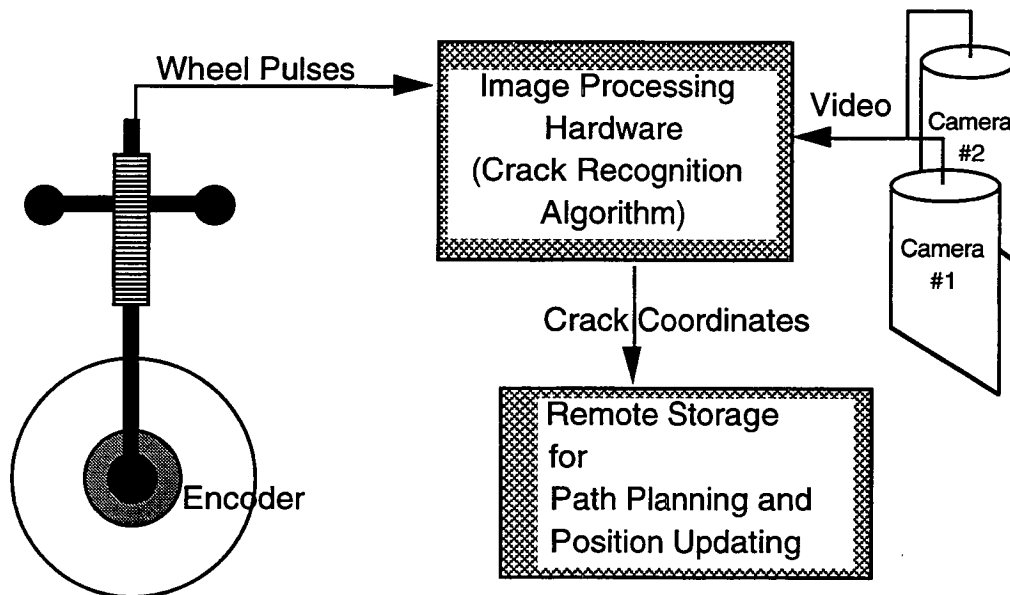 Wheel Pulses
Image Processing
Hardware
(Crack Recognition
Algorithm)
Video
Camera
#2
Camera
#1
Crack Coordinates
Remote Storage
for
Path Planning and
Position Updating
Encoder